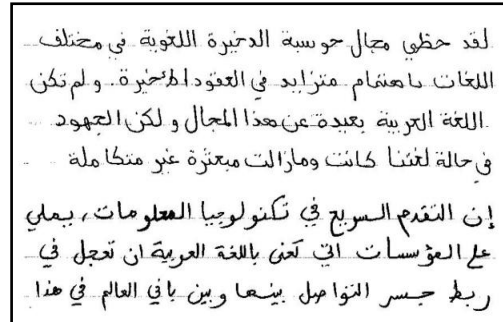 لقد حظي مجال حوسبة الدخيرة اللغوية في مختلف
اللغات باهتمام متزايد في العقود الأخيرة. ولم تكن
اللغة العربية بعيدة عن هذا المجال ولكن الجهود
في حالة لغتنا كانت ومازالت مبعثرة غير متكاملة
إن التقدم السريع في تكنولوجيا المعلومات، يملي
على المؤسسات التي تعنى باللغة العربية ان تعجل في
ربط جسر التواصل بينها وبين باقي العالم في هذا